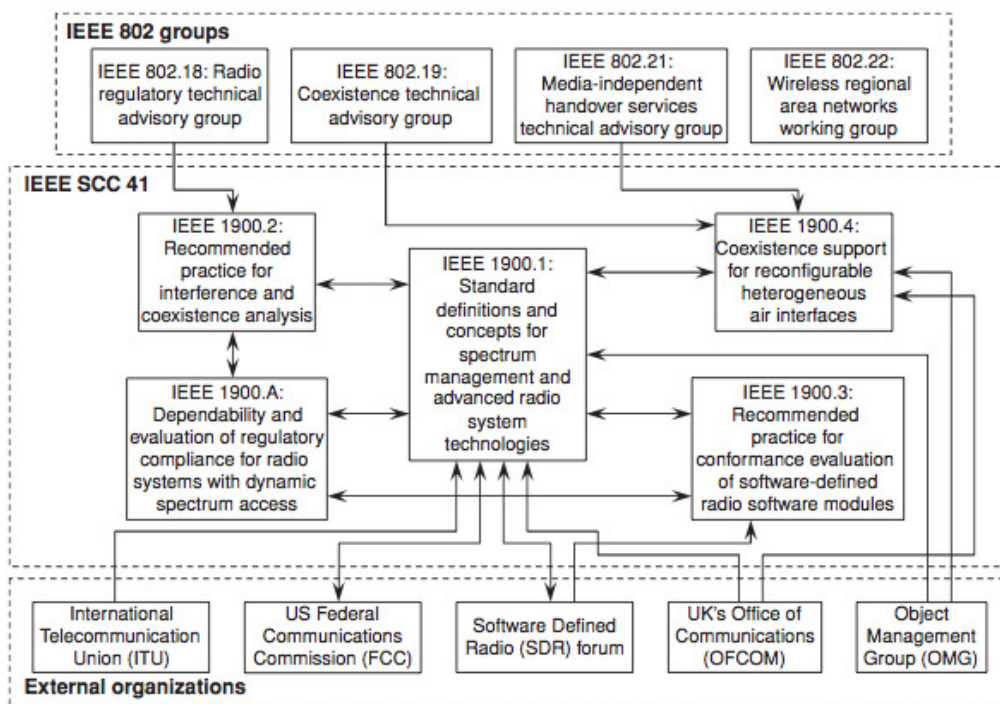 IEEE 802 groups
IEEE 802.18: Radio
regulatory technical
advisory group
IEEE 802.19:
Coexistence technical
advisory group
IEEE 802.21:
Media-independent
handover services
technical advisory group
IEEE 802.22:
Wireless regional
area networks
working group
IEEE SCC 41
IEEE 1900.2:
Recommended
practice for
interference and
coexistence analysis
IEEE 1900.1:
Standard
definitions and
concepts for
spectrum
management and
advanced radio
system
technologies
IEEE 1900.4:
Coexistence support
for reconfigurable
heterogeneous
air interfaces
IEEE 1900.A:
Dependability and
evaluation of regulatory
compliance for radio
systems with dynamic
spectrum access
IEEE 1900.3:
Recommended
practice for
conformance evaluation
of software-defined
radio software modules
International
Telecommunication
Union (ITU)
US Federal
Communications
Commission (FCC)
Software Defined
Radio (SDR) forum
UK's Office of
Communications
(OFCOM)
Object
Management
Group (OMG)
External organizations